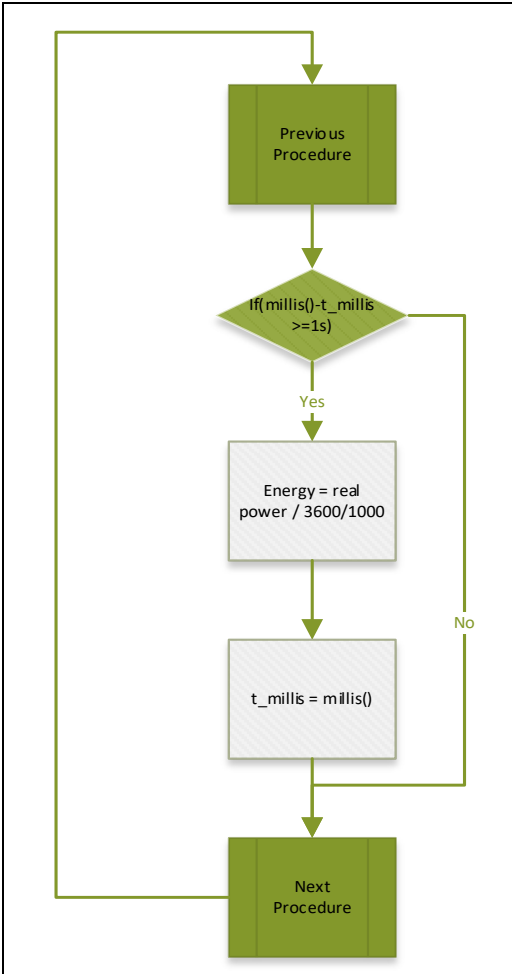 Previous
Procedure
If(millis()-t_millis
>=1s)
Yes
Energy = real
power / 3600/1000
No
t_millis = millis()
Next
Procedure